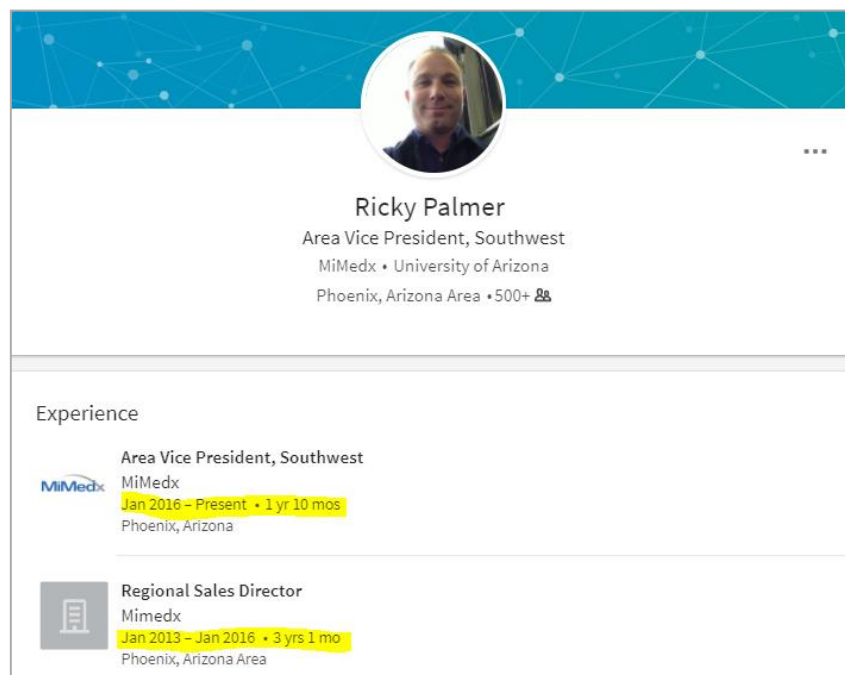 Ricky Palmer
Area Vice President, Southwest
MiMedx • University of Arizona
Phoenix, Arizona Area • 500+
Experience
Area Vice President, Southwest
MiMedx
MiMedx
Jan 2016 – Present • 1 yr 10 mos
Phoenix, Arizona
Regional Sales Director
Mimedx
Jan 2013 – Jan 2016 • 3 yrs 1 mo
Phoenix, Arizona Area